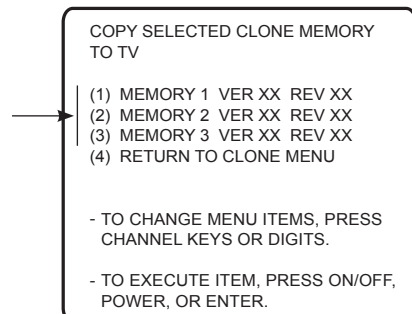 COPY SELECTED CLONE MEMORY
TO TV
(1) MEMORY 1 VER XX REV XX
(2) MEMORY 2 VER XX REV XX
(3) MEMORY 3 VER XX REV XX
(4) RETURN TO CLONE MENU
- TO CHANGE MENU ITEMS, PRESS
CHANNEL KEYS OR DIGITS.
- TO EXECUTE ITEM, PRESS ON/OFF,
POWER, OR ENTER.